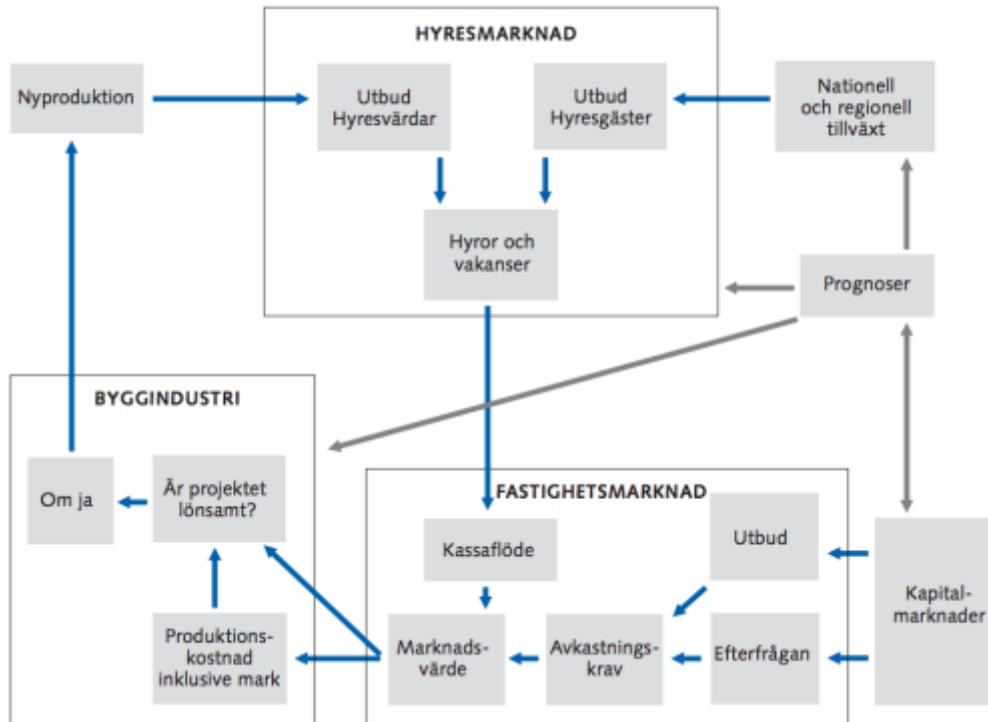 HYRESMARKNAD
Nyproduktion
Utbud
Hyresvärdar
Utbud
Hyresgäster
Nationell
och regionell
tillväxt
Hyror och
vakanser
Prognoser
BYGGINDUSTRI
Om ja
Är projektet
lönsamt?
Produktions-
kostnad
inklusive mark
FASTIGHETSMARKNAD
Kassaflöde
Utbud
Marknads-
värde
Avkastnings-
krav
Efterfrågan
Kapital-
marknader